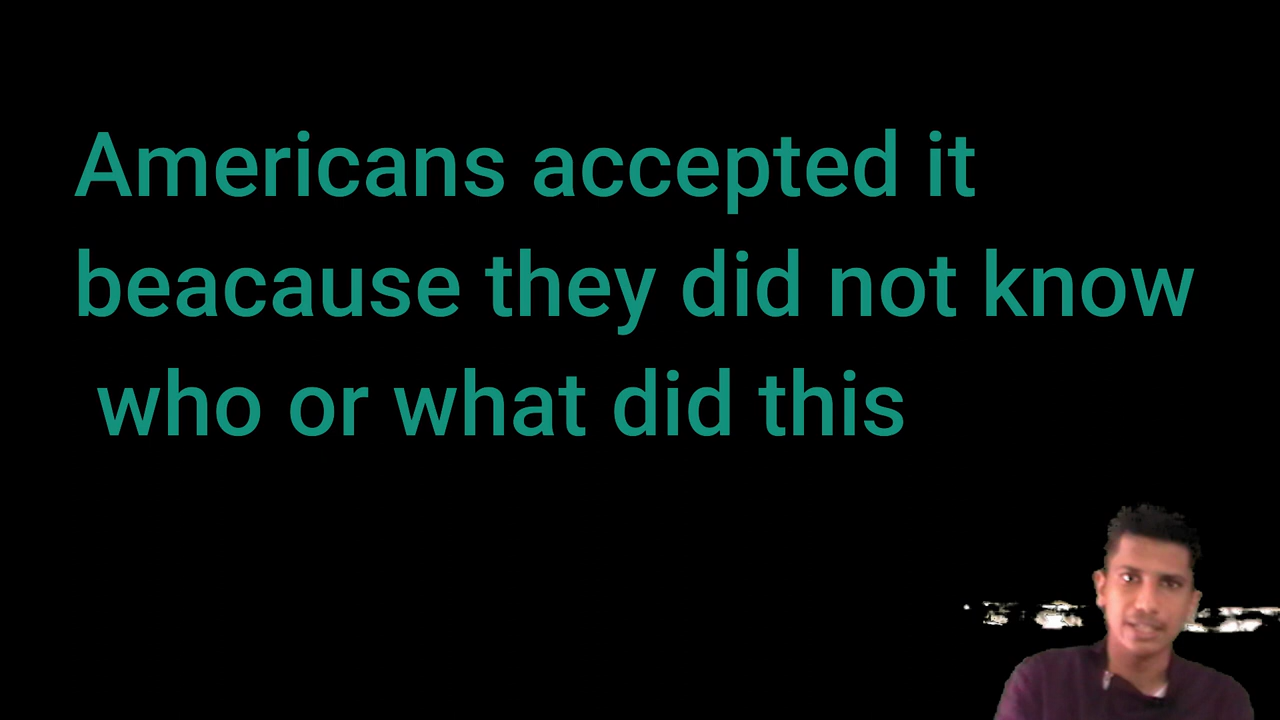 Americans accepted it
beacause they did not know
who or what did this